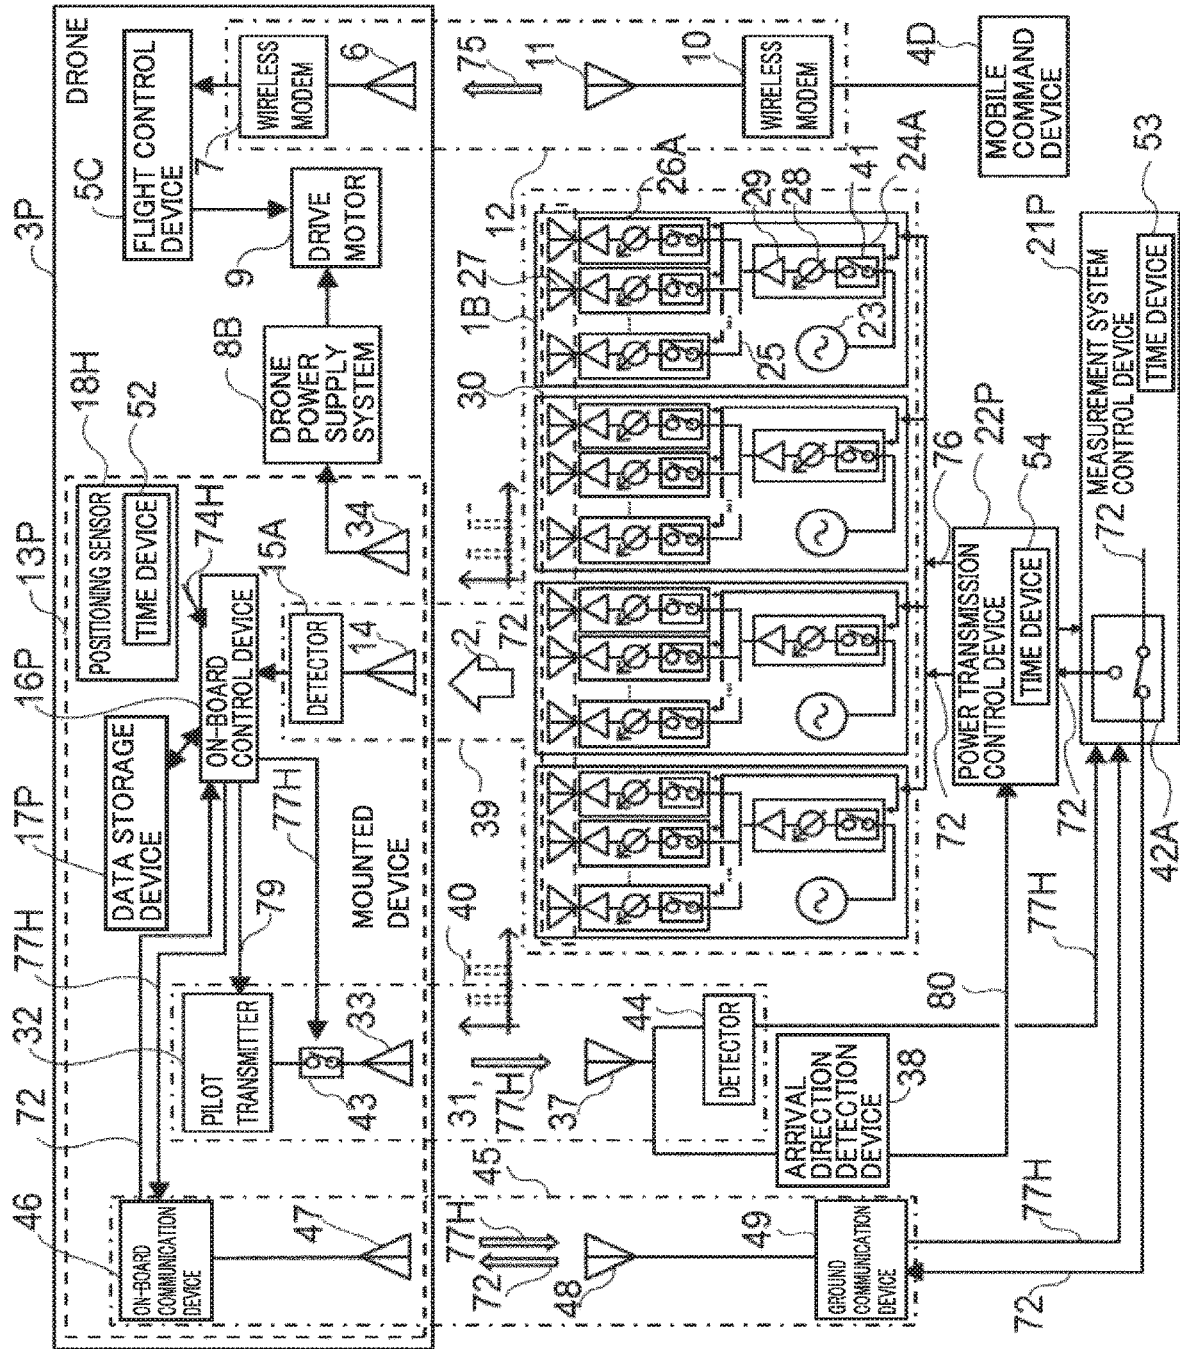 3P
DRONE
5C
FLIGHT CONTROL
DEVICE
7
WIRELESS
MODEM
6
9
DRIVE
MOTOR
8B
DRONE
POWER
SUPPLY
SYSTEM
34
13P
18H
POSITIONING SENSOR
TIME DEVICE
52
16P
74H
ON-BOARD
CONTROL DEVICE
15A
DETECTOR
14
17P
DATA STORAGE
DEVICE
77H
79
77H
MOUNTED
DEVICE
32
PILOT
TRANSMITTER
43
33
72
46
ON-BOARD
COMMUNICATION
DEVICE
47
12
75
11
10
WIRELESS
MODEM
4D
MOBILE
COMMAND
DEVICE
30
1B
27
26A
29
28
41
24A
23
25
2,
72
39
40
31,
77H
37
44
DETECTOR
ARRIVAL
DIRECTION
DETECTION
DEVICE
38
80
45
77H
72
48
49
GROUND
COMMUNICATION
DEVICE
72
76
22P
POWER TRANSMISSION
CONTROL DEVICE
TIME DEVICE
54
72
21P
MEASUREMENT SYSTEM
CONTROL DEVICE
TIME DEVICE
53
72
42A
77H
77H
72